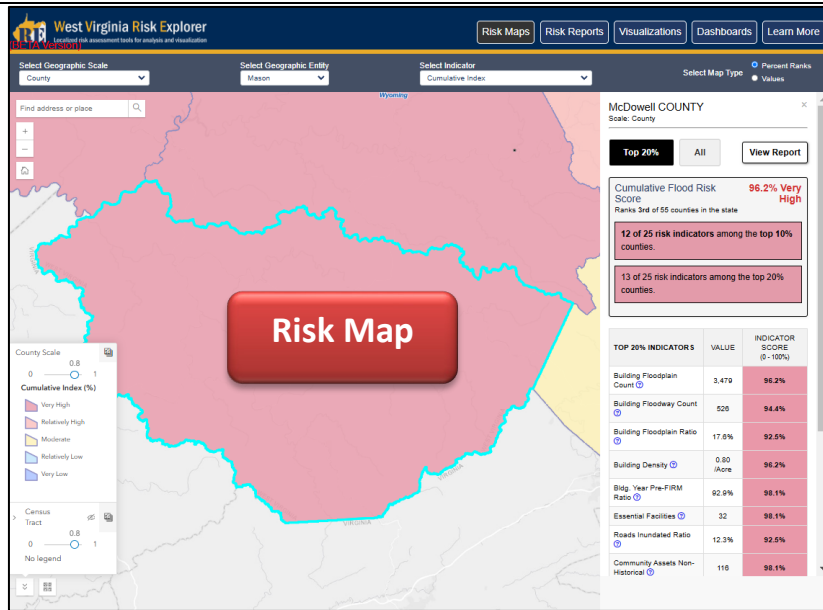 West Virginia Risk Explorer
Localized risk assessment tools for analysis and visualization
(BETA Version)
Risk Maps
Risk Reports
Visualizations
Dashboards
Learn More
Select Geographic Scale
County
Select Geographic Entity
Mason
Select Indicator
Cumulative Index
Select Map Type
Percent Ranks
Values
Find address or place
+
−
Wyoming
VIRGINIA
VIRGINIA
VIRGINIA
Risk Map
County Scale
0.8
0 1
Cumulative Index (%)
Very High
Relatively High
Moderate
Relatively Low
Very Low
Census
Tract
0.8
0 1
No legend
McDowell COUNTY ×
Scale: County
Top 20% All View Report
Cumulative Flood Risk 96.2% Very
Score High
Ranks 3rd of 55 counties in the state
12 of 25 risk indicators among the top 10%
counties.
13 of 25 risk indicators among the top 20%
counties.
TOP 20% INDICATORS VALUE INDICATOR
SCORE
(0 - 100%)
Building Floodplain
Count ? 3,479 96.2%
Building Floodway Count
? 526 94.4%
Building Floodplain Ratio
? 17.6% 92.5%
Building Density ? 0.80
/Acre 96.2%
Bldg. Year Pre-FIRM
Ratio ? 92.9% 98.1%
Essential Facilities ? 32 98.1%
Roads Inundated Ratio
? 12.3% 92.5%
Community Assets Non-
Historical ? 116 98.1%